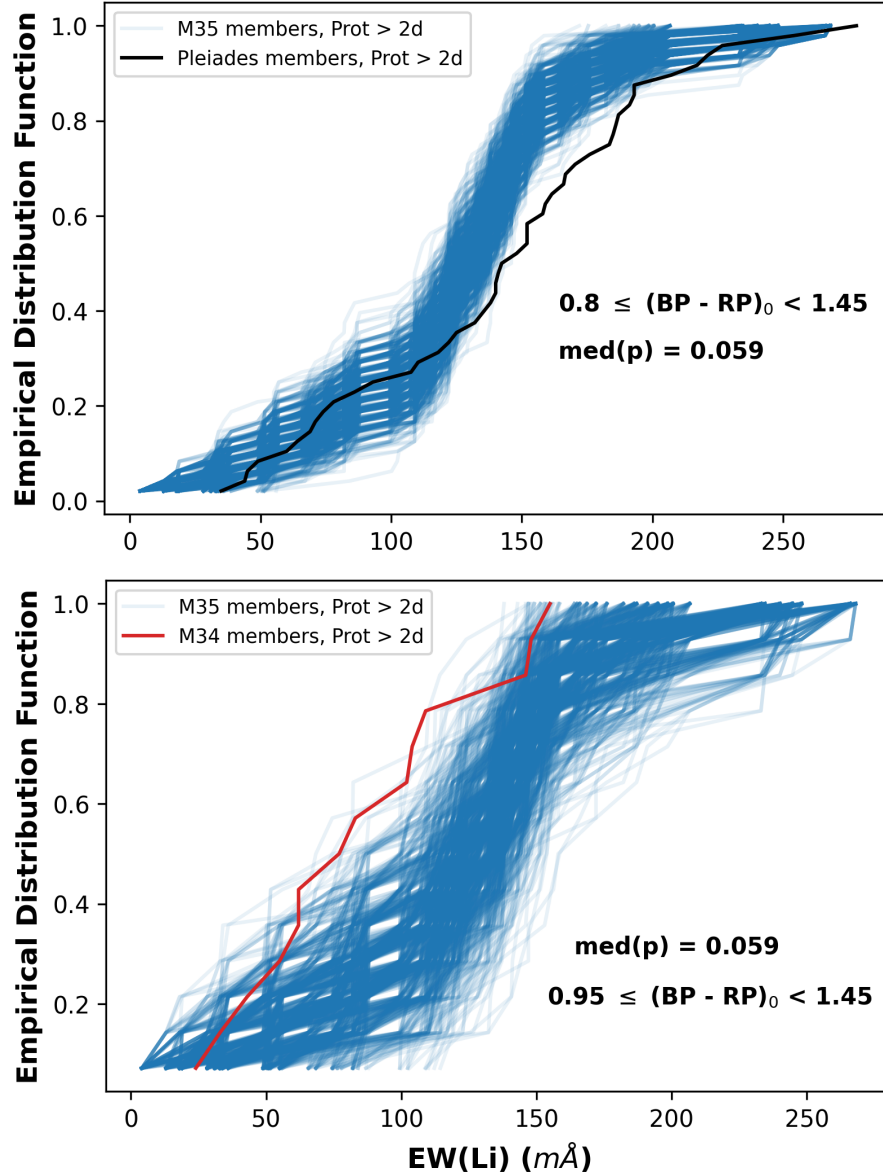 Empirical Distribution Function
1.0
0.8
0.6
0.4
0.2
0.0
M35 members, Prot > 2d
Pleiades members, Prot > 2d
0.8 ≤ (BP - RP)₀ < 1.45
med(p) = 0.059
0 50 100 150 200 250
Empirical Distribution Function
1.0
0.8
0.6
0.4
0.2
M35 members, Prot > 2d
M34 members, Prot > 2d
med(p) = 0.059
0.95 ≤ (BP - RP)₀ < 1.45
0 50 100 150 200 250
EW(Li) (mÅ)